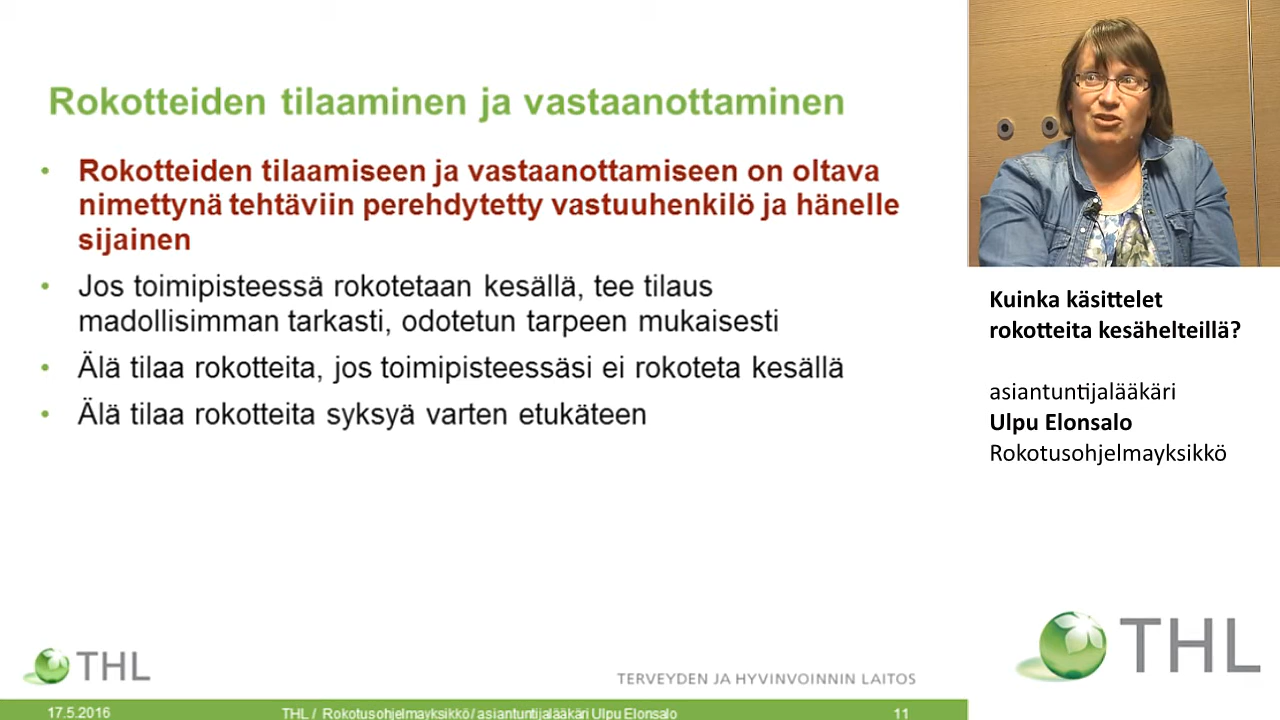 Rokotteiden tilaaminen ja vastaanottaminen
• Rokotteiden tilaamiseen ja vastaanottamiseen on oltava
nimettynä tehtäviin perehdytetty vastuuhenkilö ja hänelle
sijainen
• Jos toimipisteessä rokotetaan kesällä, tee tilaus
madollisimman tarkasti, odotetun tarpeen mukaisesti
• Älä tilaa rokotteita, jos toimipisteessäsi ei rokoteta kesällä
• Älä tilaa rokotteita syksyä varten etukäteen
THL
TERVEYDEN JA HYVINVOINNIN LAITOS
17.5.2016
THL / Rokotusohjelmayksikkö/ asiantuntijalääkäri Ulpu Elonsalo
11
Kuinka käsittelet
rokotteita kesähelteillä?
asiantuntijalääkäri
Ulpu Elonsalo
Rokotusohjelmayksikkö
THL